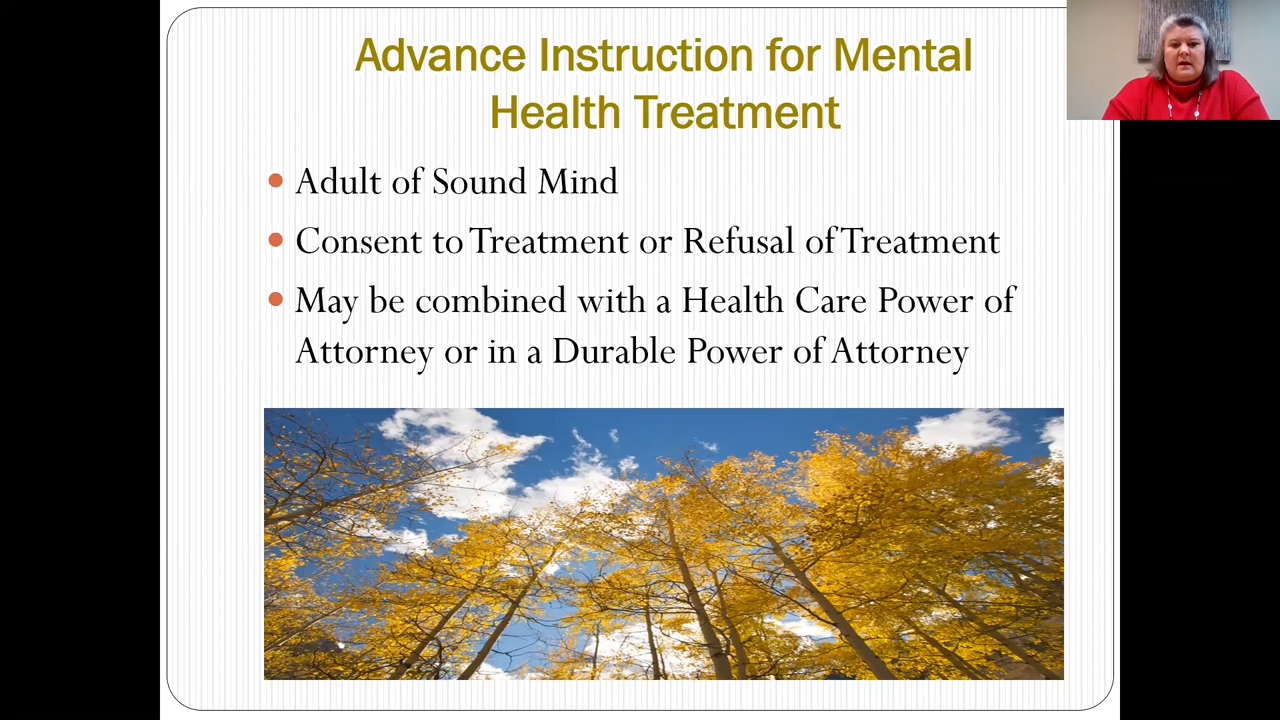 Advance Instruction for Mental
Health Treatment
Adult of Sound Mind
Consent to Treatment or Refusal of Treatment
May be combined with a Health Care Power of
Attorney or in a Durable Power of Attorney